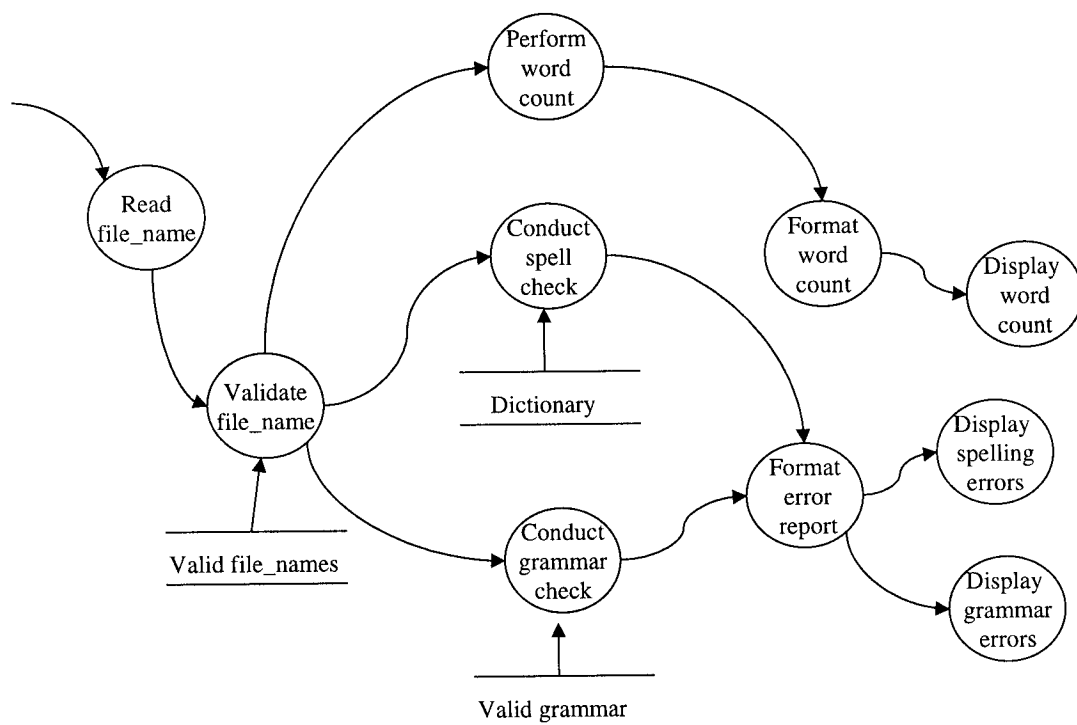 Perform
word
count
Read
file_name
Conduct
spell
check
Format
word
count
Display
word
count
Validate
file_name
Dictionary
Display
spelling
errors
Format
error
report
Valid file_names
Conduct
grammar
check
Display
grammar
errors
Valid grammar